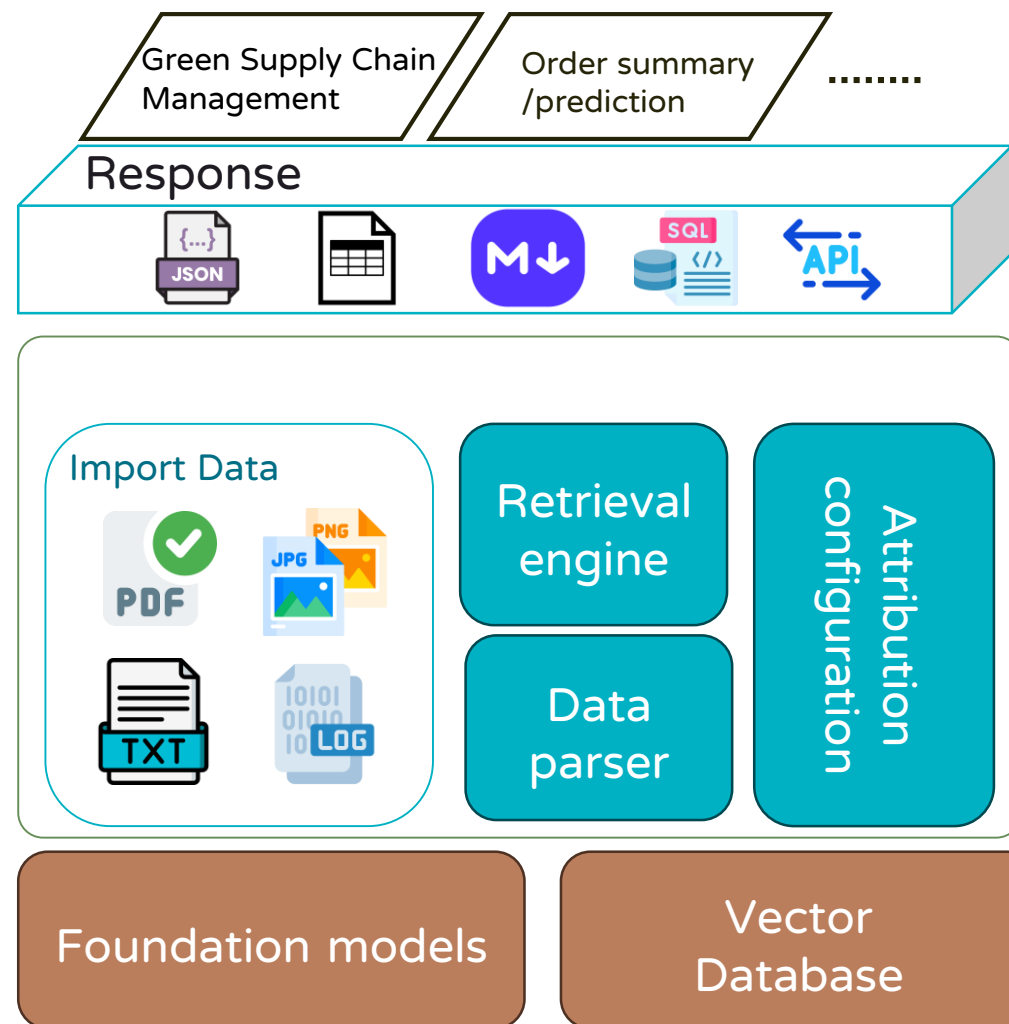 Green Supply Chain
Management
Order summary
/prediction
........
Response
{...}
JSON
M
SQL
</>
API
Import Data
PDF
PNG
JPG
TXT
10101
01010
10
LOG
Retrieval
engine
Data
parser
Attribution
configuration
Foundation models
Vector
Database